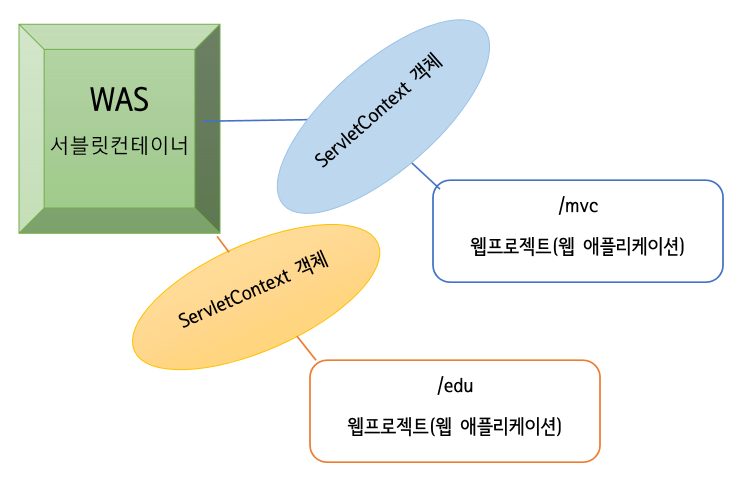 WAS
서블릿컨테이너
ServletContext 객체
/mvc
웹프로젝트(웹 애플리케이션)
ServletContext 객체
/edu
웹프로젝트(웹 애플리케이션)